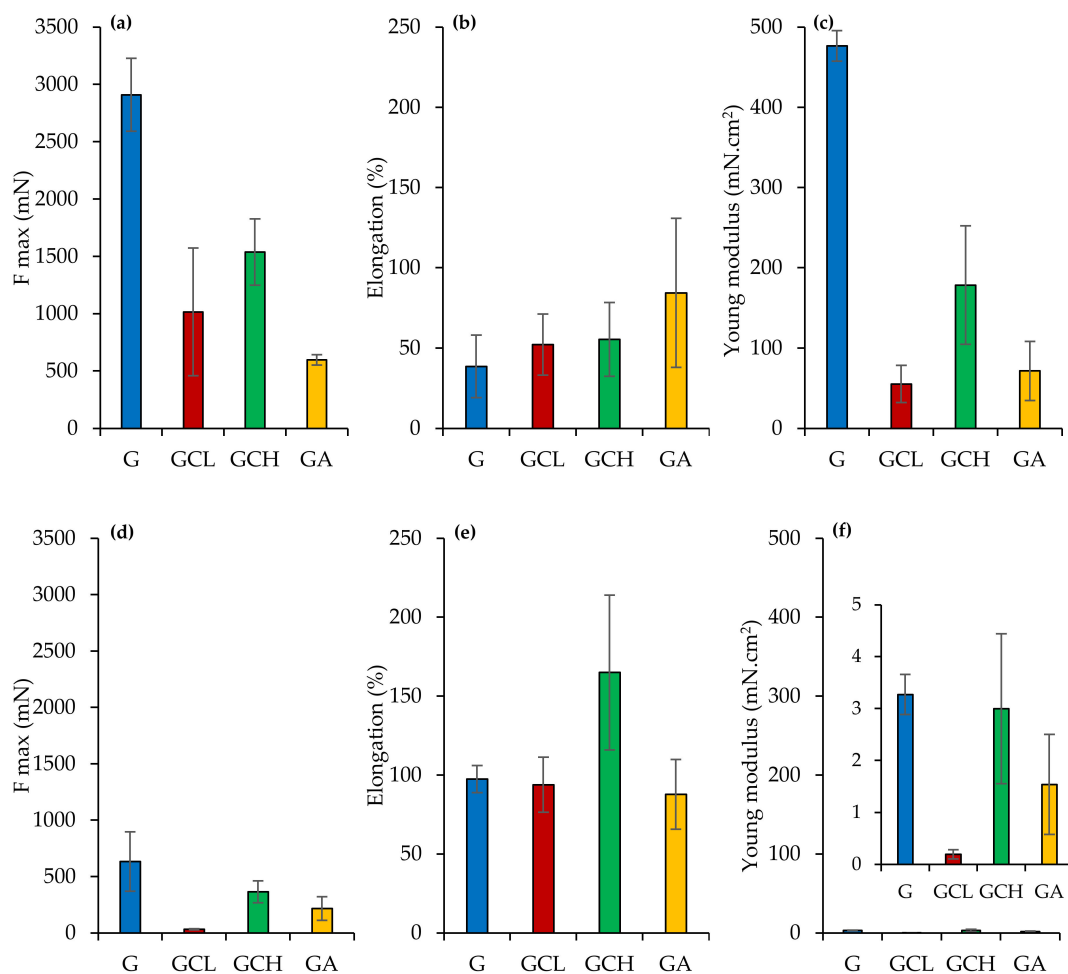 (a)
F max (mN)
3500
3000
2500
2000
1500
1000
500
0
G GCL GCH GA
(b)
Elongation (%)
250
200
150
100
50
0
G GCL GCH GA
(c)
Young modulus (mN.cm²)
500
400
300
200
100
0
G GCL GCH GA
(d)
F max (mN)
3500
3000
2500
2000
1500
1000
500
0
G GCL GCH GA
(e)
Elongation (%)
250
200
150
100
50
0
G GCL GCH GA
(f)
Young modulus (mN.cm²)
500
400
300
200
100
0
G GCL GCH GA
5
4
3
2
1
0
G GCL GCH GA